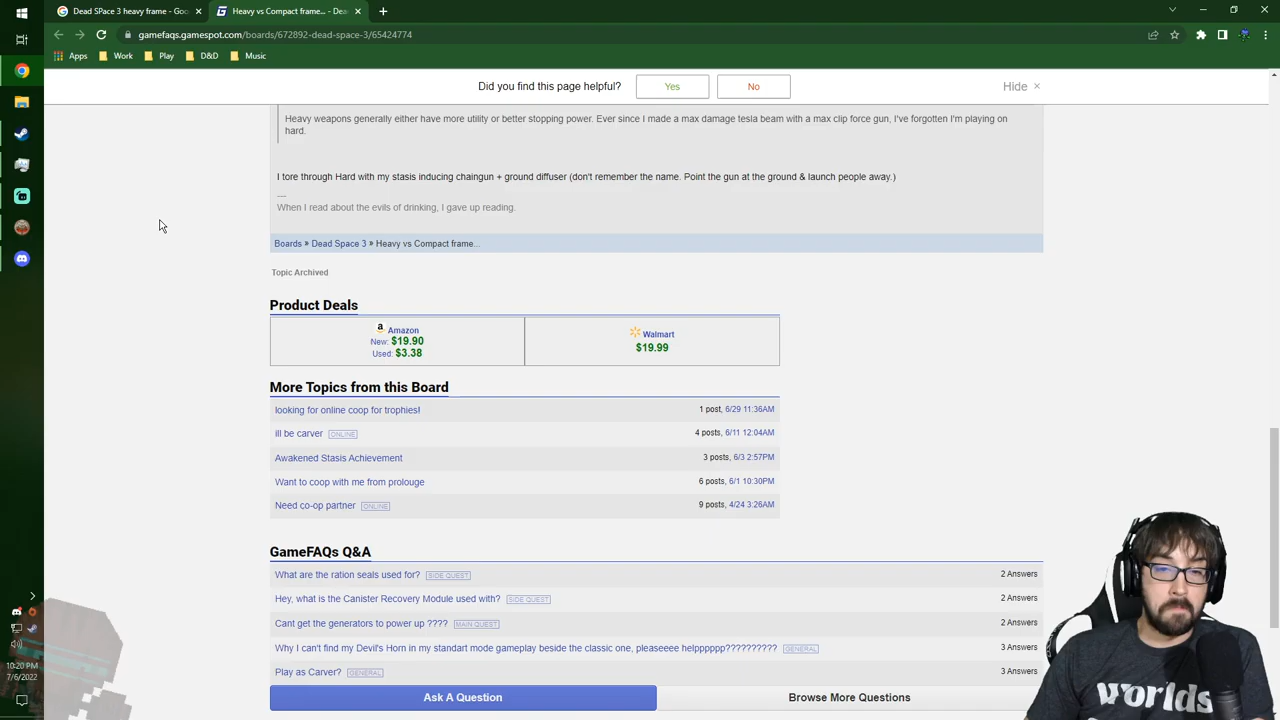 Dead SPace 3 heavy frame - Goo
Heavy vs Compact frame... - Dea
gamefaqs.gamespot.com/boards/672892-dead-space-3/65424774
Apps
Work
Play
D&D
Music
Did you find this page helpful?
Yes
No
Hide ×
Heavy weapons generally either have more utility or better stopping power. Ever since I made a max damage tesla beam with a max clip force gun, I've forgotten I'm playing on
hard.
I tore through Hard with my stasis inducing chaingun + ground diffuser (don't remember the name. Point the gun at the ground & launch people away.)
---
When I read about the evils of drinking, I gave up reading.
Boards » Dead Space 3 » Heavy vs Compact frame...
Topic Archived
Product Deals
Amazon
New: $19.90
Used: $3.38
Walmart
$19.99
More Topics from this Board
looking for online coop for trophies! 1 post, 6/29 11:36AM
ill be carver ONLINE 4 posts, 6/11 12:04AM
Awakened Stasis Achievement 3 posts, 6/3 2:57PM
Want to coop with me from prolouge 6 posts, 6/1 10:30PM
Need co-op partner ONLINE 9 posts, 4/24 3:26AM
GameFAQs Q&A
What are the ration seals used for? SIDE QUEST 2 Answers
Hey, what is the Canister Recovery Module used with? SIDE QUEST 2 Answers
Cant get the generators to power up ???? MAIN QUEST 2 Answers
Why I can't find my Devil's Horn in my standart mode gameplay beside the classic one, pleaseeee helpppppp?????????? GENERAL 3 Answers
Play as Carver? GENERAL 3 Answers
Ask A Question
Browse More Questions
10:20 PM
7/6/2022
worlds